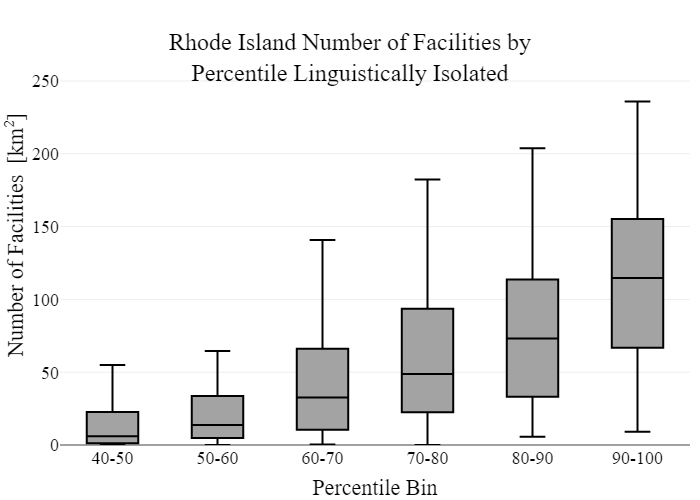 Rhode Island Number of Facilities by
Percentile Linguistically Isolated
Number of Facilities [km²]
250
200
150
100
50
0
40-50 50-60 60-70 70-80 80-90 90-100
Percentile Bin